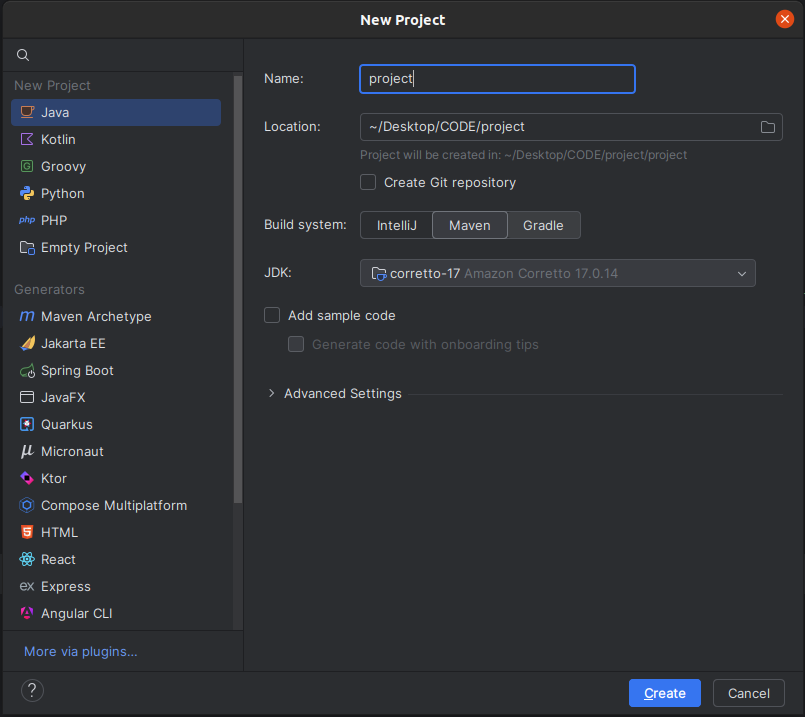 New Project
New Project
Java
Kotlin
G Groovy
Python
php PHP
Empty Project
Generators
m Maven Archetype
Jakarta EE
Spring Boot
JavaFX
Quarkus
μ Micronaut
Ktor
Compose Multiplatform
5 HTML
React
ex Express
Angular CLI
More via plugins...
Name:
project
Location:
~/Desktop/CODE/project
Project will be created in: ~/Desktop/CODE/project/project
Create Git repository
Build system:
IntelliJ
Maven
Gradle
JDK:
corretto-17 Amazon Corretto 17.0.14
Add sample code
Generate code with onboarding tips
Advanced Settings
?
Create
Cancel